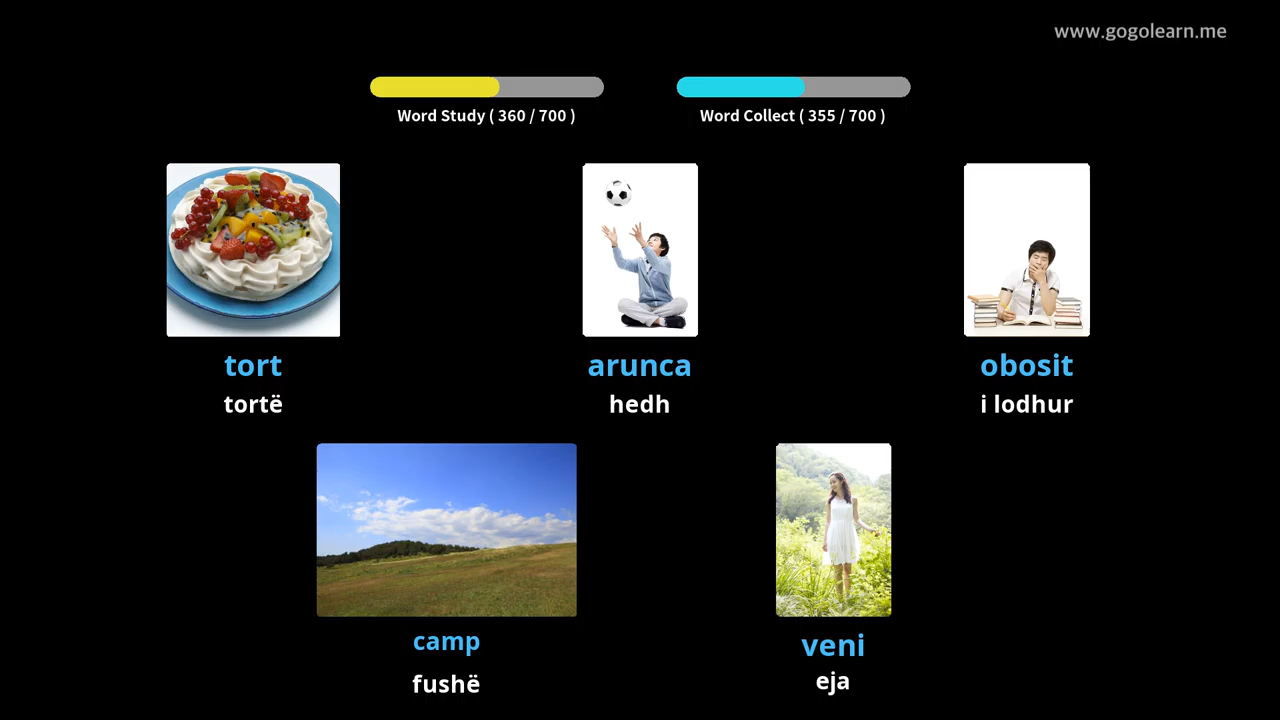 www.gogolearn.me
Word Study ( 360 / 700 )
Word Collect ( 355 / 700 )
tort
tortë
arunca
hedh
obosit
i lodhur
camp
fushë
veni
eja